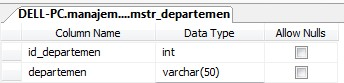 DELL-PC.manajem....mstr_departemen
Column Name Data Type Allow Nulls
id_departemen int
departemen varchar(50)